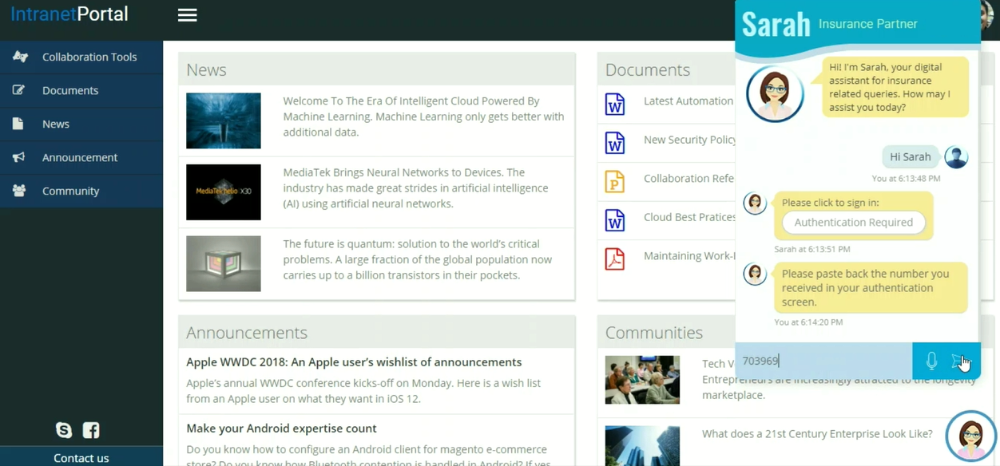 IntranetPortal
Collaboration Tools
Documents
News
Announcement
Community
Contact us
News
Welcome To The Era Of Intelligent Cloud Powered By
Machine Learning. Machine Learning only gets better with
additional data.
MediaTek Helio X30
MediaTek Brings Neural Networks to Devices. The
industry has made great strides in artificial intelligence
(AI) using artificial neural networks.
The future is quantum: solution to the world's critical
problems. A large fraction of the global population now
carries up to a billion transistors in their pockets.
Announcements
Apple WWDC 2018: An Apple user's wishlist of announcements
Apple's annual WWDC conference kicks-off on Monday. Here is a wish list
from an Apple user on what they want in iOS 12.
Make your Android expertise count
Do you know how to configure an Android client for magento e-commerce
store? Do you know how Bluetooth contention is handled in Android? If yes
Documents
W
Latest Automation
W
New Security Policy
P
Collaboration Refe
W
Cloud Best Pratices
Maintaining Work-
Communities
Tech
Entrepreneurs are increasingly attracted to the longevity
marketplace.
What does a 21st Century Enterprise Look Like?
Sarah Insurance Partner
Hi! I'm Sarah, your digital
assistant for insurance
related queries. How may I
assist you today?
Hi Sarah
You at 6:13:48 PM
Please click to sign in:
Authentication Required
Sarah at 6:13:51 PM
Please paste back the number you
received in your authentication
screen.
You at 6:14:20 PM
703969